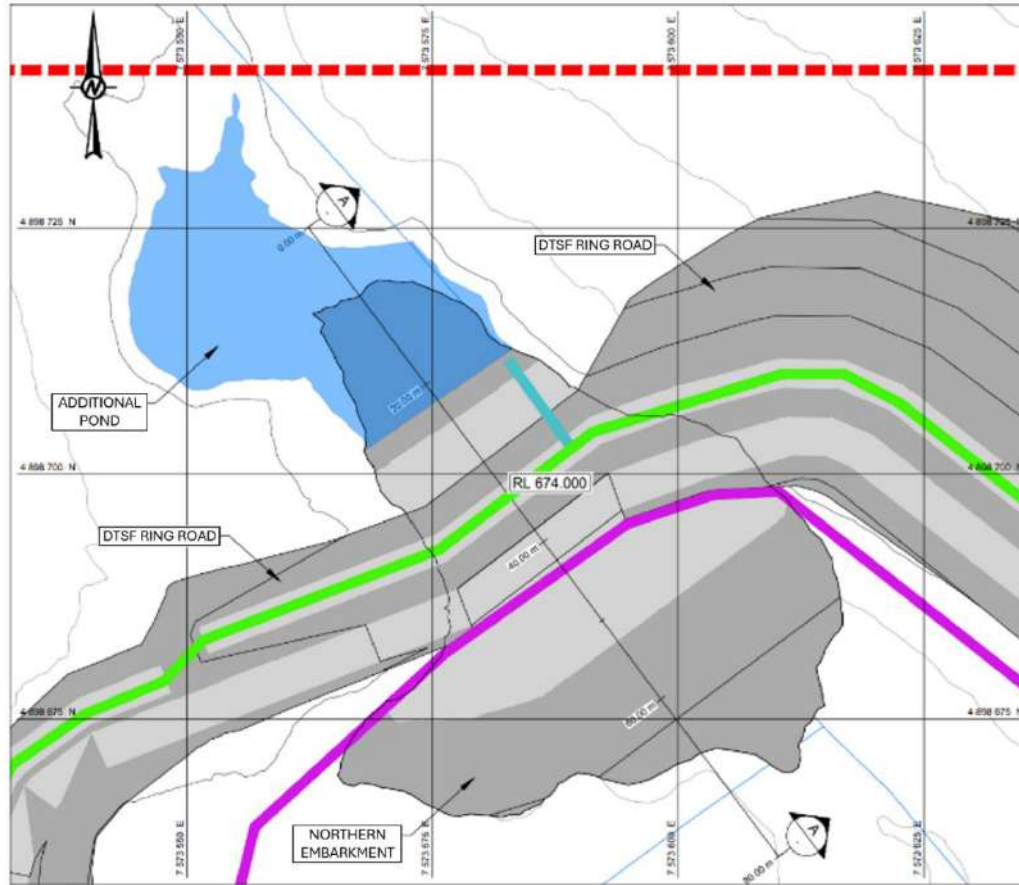 7 573 550 E
7 573 575 E
7 573 600 E
7 573 625 E
N
A
4 898 725 N
4 898 725 N
0.00 m
DTSF RING ROAD
ADDITIONAL
POND
20.00 m
4 898 700 N
4 898 700 N
RL 674.000
DTSF RING ROAD
40.00 m
4 898 675 N
4 898 675 N
60.00 m
NORTHERN
EMBARKMENT
A
80.00 m
7 573 550 E
7 573 575 E
7 573 600 E
7 573 625 E